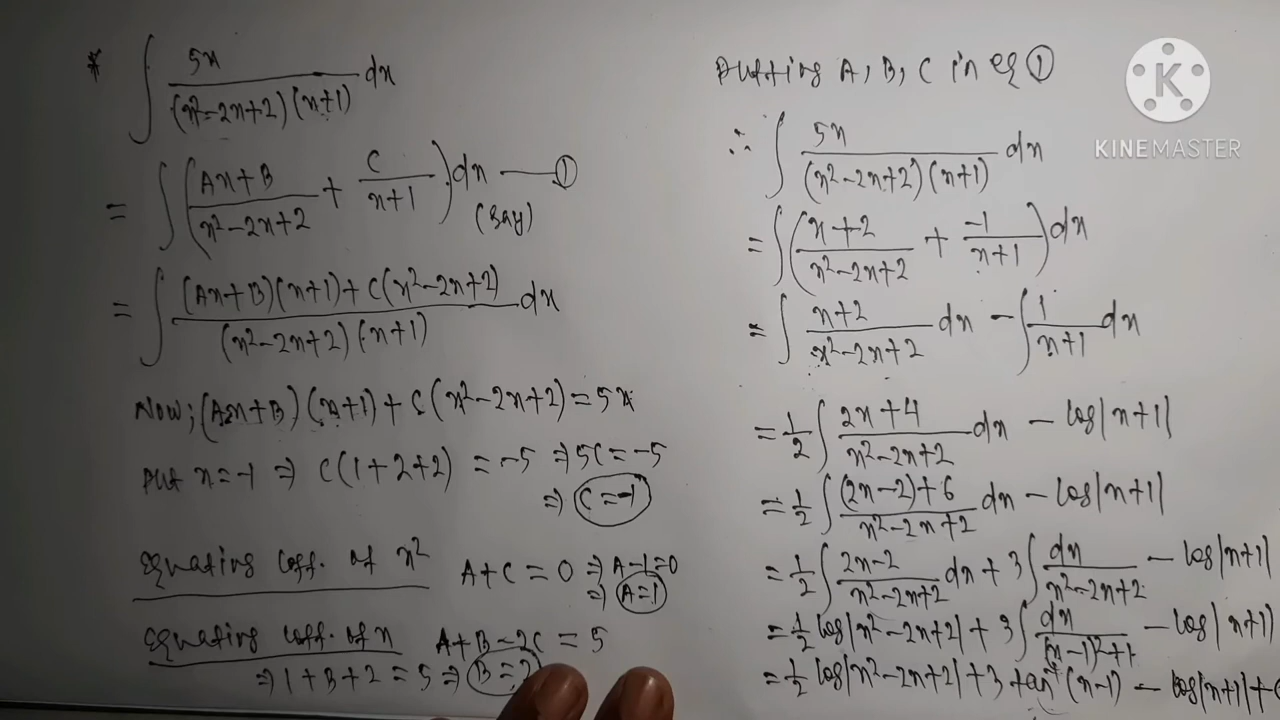 * ∫ 5x / (x²-2x+2)(x+1) dx
= ∫ ( Ax+B / x²-2x+2 + C / x+1 ) dx —— ① (say)
= ∫ (Ax+B)(x+1)+C(x²-2x+2) / (x²-2x+2)(x+1) dx
Now; (Ax+B)(x+1)+C(x²-2x+2) = 5x
Put x=-1 ⇒ C(1+2+2) = -5 ⇒ 5C=-5
⇒ C=-1
Equating coff. of x² A+C = 0 ⇒ A-1=0
⇒ A=1
Equating coff. of x A+B-2C = 5
⇒ 1+B+2 = 5 ⇒ B=2
Putting A, B, C in eq ①
∴ ∫ 5x / (x²-2x+2)(x+1) dx
= ∫ ( x+2 / x²-2x+2 + -1 / x+1 ) dx
= ∫ x+2 / x²-2x+2 dx - ∫ 1 / x+1 dx
= 1/2 ∫ 2x+4 / x²-2x+2 dx - log|x+1|
= 1/2 ∫ (2x-2)+6 / x²-2x+2 dx - log|x+1|
= 1/2 ∫ 2x-2 / x²-2x+2 dx + 3 ∫ dx / x²-2x+2 - log|x+1|
= 1/2 log|x²-2x+2| + 3 ∫ dx / (x-1)²+1 - log|x+1|
= 1/2 log|x²-2x+2| + 3 tan⁻¹(x-1) - log|x+1| + C
K
KINEMASTER